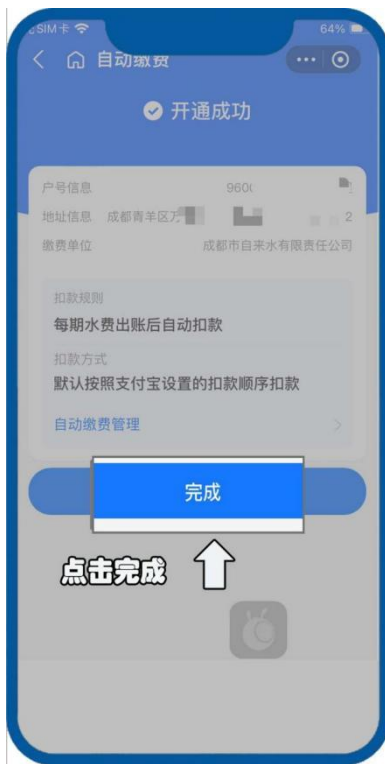 SIM卡 64%
自动缴费
开通成功
户号信息 960
地址信息 成都青羊区万 2
缴费单位 成都市自来水有限责任公司
扣款规则
每期水费出账后自动扣款
扣款方式
默认按照支付宝设置的扣款顺序扣款
自动缴费管理
完成
点击完成